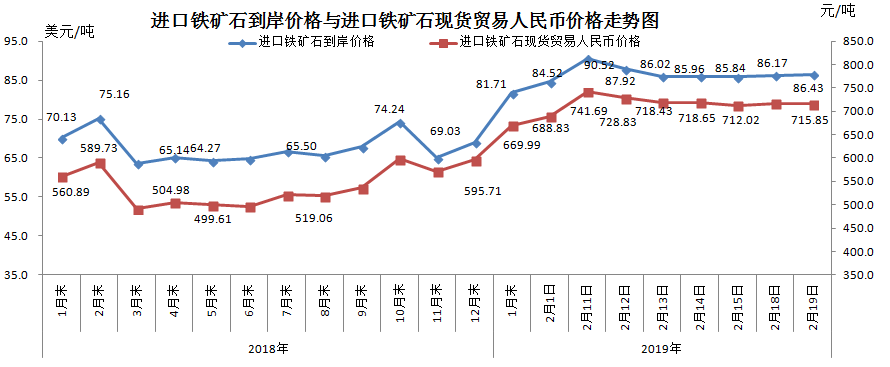 进口铁矿石到岸价格与进口铁矿石现货贸易人民币价格走势图
美元/吨
元/吨
进口铁矿石到岸价格
进口铁矿石现货贸易人民币价格
95.0
85.0
75.0
65.0
55.0
45.0
35.0
850.0
800.0
750.0
700.0
650.0
600.0
550.0
500.0
450.0
400.0
350.0
70.13
75.16
65.14
64.27
65.50
74.24
69.03
81.71
84.52
90.52
87.92
86.02
85.96
85.84
86.17
86.43
560.89
589.73
504.98
499.61
519.06
595.71
669.99
688.83
741.69
728.83
718.43
718.65
712.02
715.85
1月末
2月末
3月末
4月末
5月末
6月末
7月末
8月末
9月末
10月末
11月末
12月末
1月末
2月1日
2月11日
2月12日
2月13日
2月14日
2月15日
2月18日
2月19日
2018年
2019年